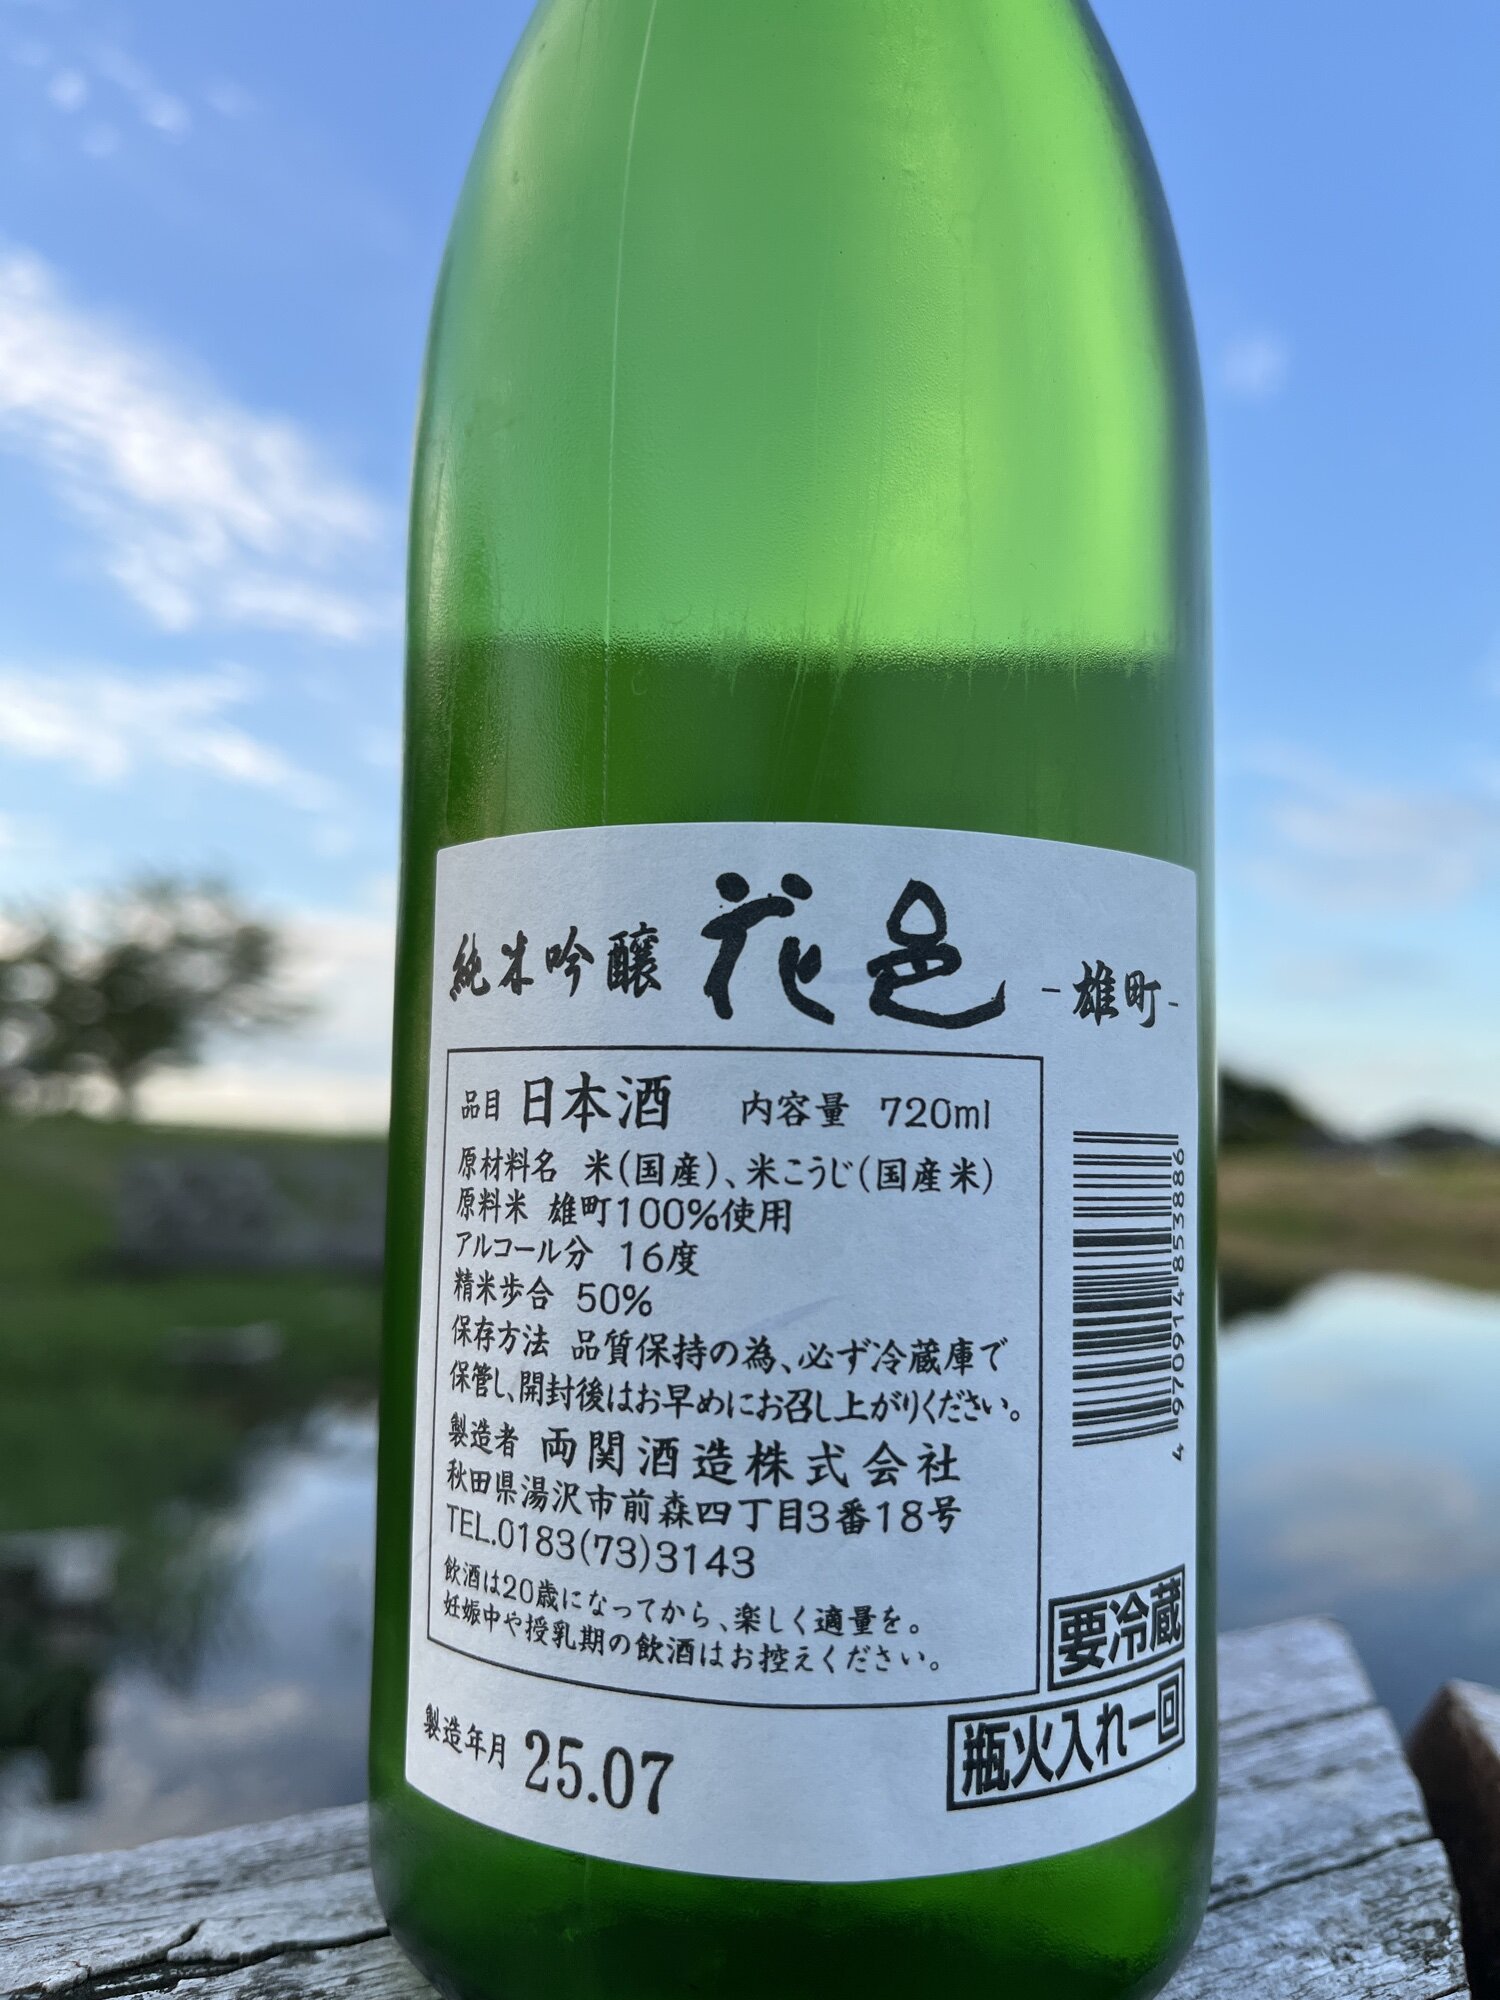 純米吟醸 花邑 -雄町-
品目 日本酒 内容量 720ml
原材料名 米(国産)、米こうじ(国産米)
原料米 雄町100%使用
アルコール分 16度
精米歩合 50%
保存方法 品質保持の為、必ず冷蔵庫で
保管し、開封後はお早めにお召し上がりください。
製造者 両関酒造株式会社
秋田県湯沢市前森四丁目3番18号
TEL.0183(73)3143
飲酒は20歳になってから、楽しく適量を。
妊娠中や授乳期の飲酒はお控えください。
4970914853886
要冷蔵
瓶火入れ一回
製造年月 25.07